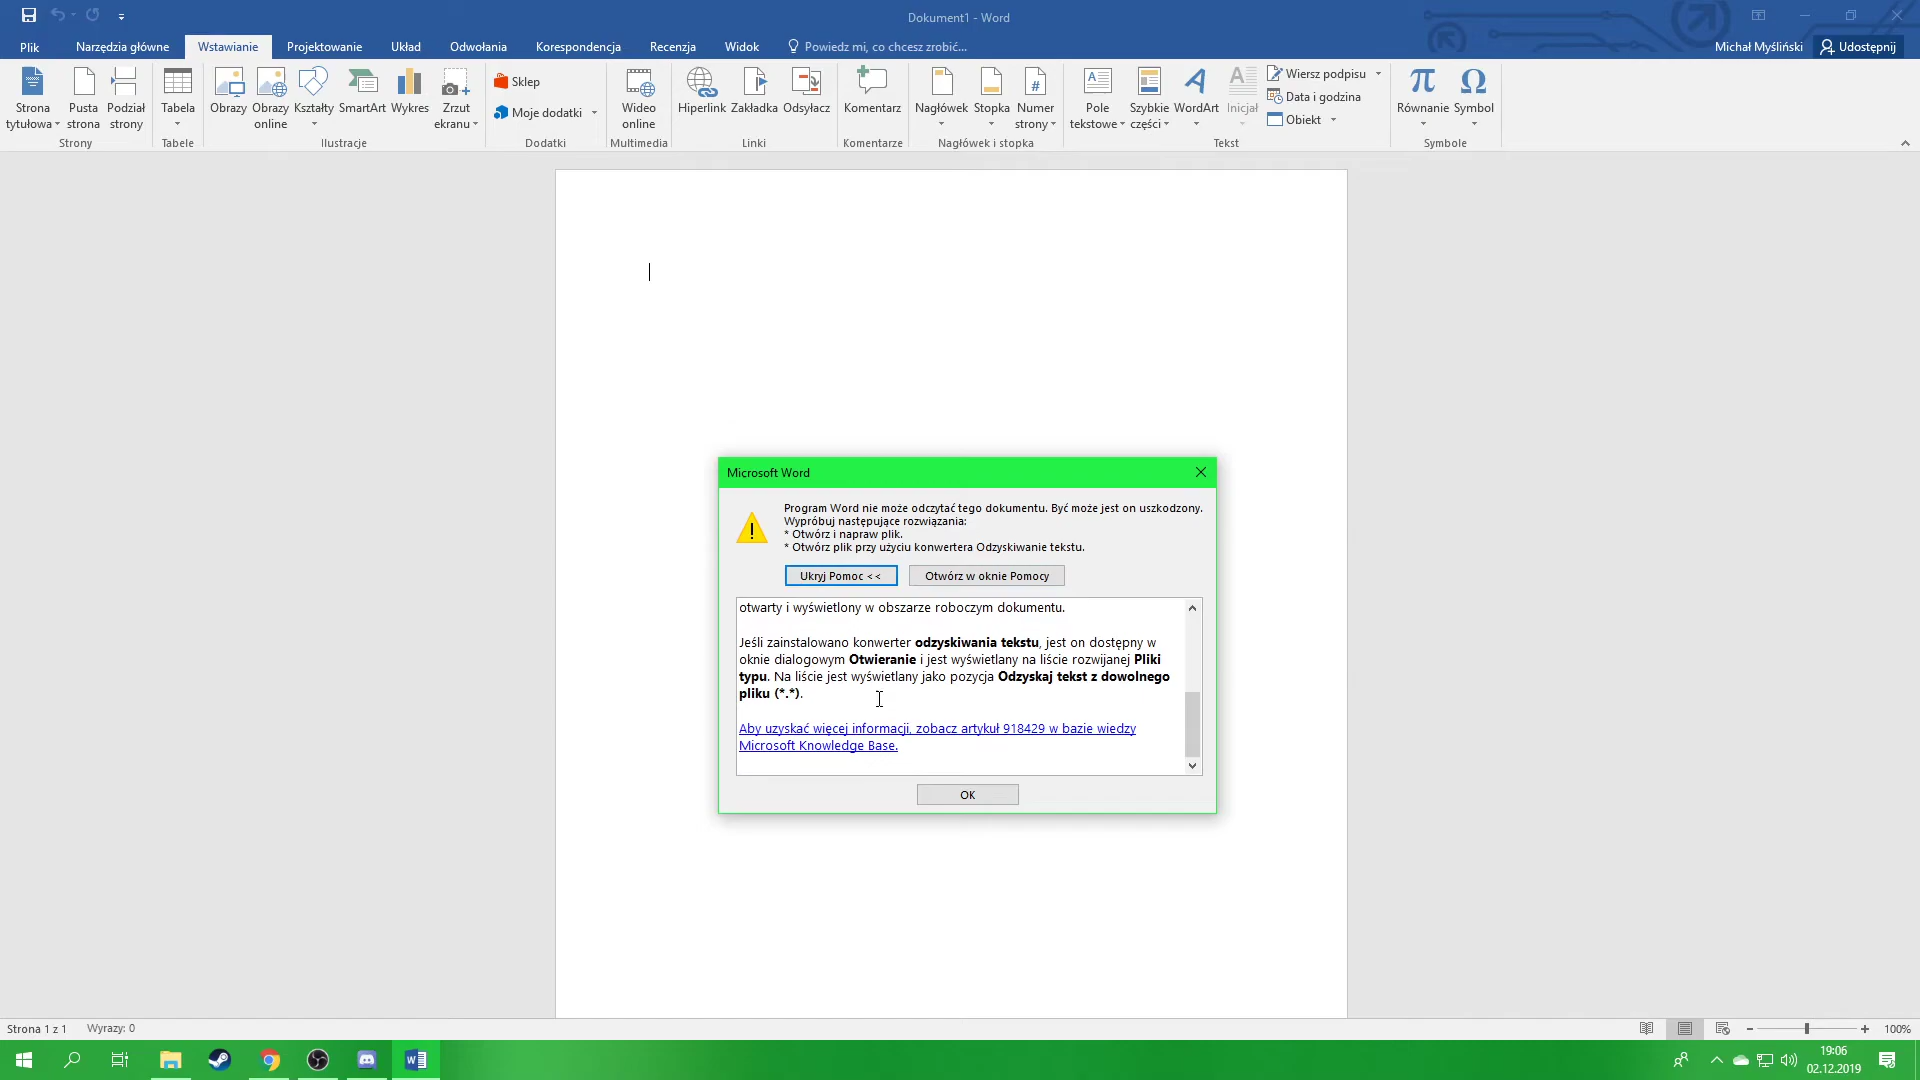 Dokument1 - Word
Plik Narzędzia główne Wstawianie Projektowanie Układ Odwołania Korespondencja Recenzja Widok Powiedz mi, co chcesz zrobić... Michał Myśliński Udostępnij
Strona tytułowa
Pusta strona
Podział strony
Strony
Tabela
Tabele
Obrazy
Obrazy online
Kształty
SmartArt
Wykres
Zrzut ekranu
Ilustracje
Sklep
Moje dodatki
Dodatki
Wideo online
Multimedia
Hiperlink
Zakładka
Odsyłacz
Linki
Komentarz
Komentarze
Nagłówek
Stopka
Numer strony
Nagłówek i stopka
Pole tekstowe
Szybkie części
WordArt
Inicjał
Wiersz podpisu
Data i godzina
Obiekt
Tekst
Równanie
Symbol
Symbole
Microsoft Word
Program Word nie może odczytać tego dokumentu. Być może jest on uszkodzony.
Wypróbuj następujące rozwiązania:
* Otwórz i napraw plik.
* Otwórz plik przy użyciu konwertera Odzyskiwanie tekstu.
Ukryj Pomoc << Otwórz w oknie Pomocy
otwarty i wyświetlony w obszarze roboczym dokumentu.
Jeśli zainstalowano konwerter odzyskiwania tekstu, jest on dostępny w
oknie dialogowym Otwieranie i jest wyświetlany na liście rozwijanej Pliki
typu. Na liście jest wyświetlany jako pozycja Odzyskaj tekst z dowolnego
pliku (*.*).
Aby uzyskać więcej informacji, zobacz artykuł 918429 w bazie wiedzy
Microsoft Knowledge Base.
OK
Strona 1 z 1 Wyrazy: 0 100%
19:06
02.12.2019